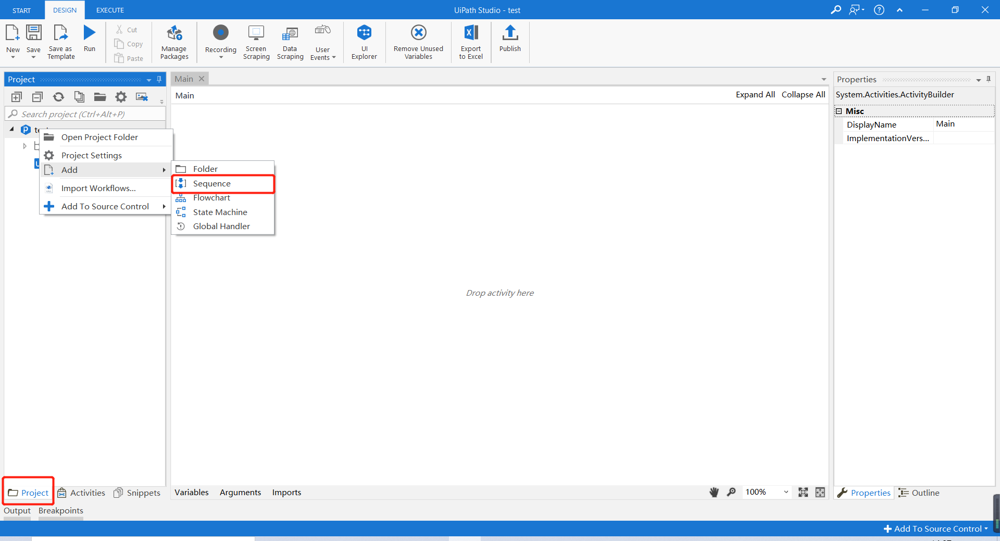 START DESIGN EXECUTE UiPath Studio - test
New Save Save as Template Run Cut Copy Paste Manage Packages Recording Screen Scraping Data Scraping User Events UI Explorer Remove Unused Variables Export to Excel Publish
Project Main Properties
Main Expand All Collapse All System.Activities.ActivityBuilder
Search project (Ctrl+Alt+P)
Misc
DisplayName Main
ImplementationVers...
Open Project Folder
Project Settings
Add
Import Workflows...
Add To Source Control
Folder
Sequence
Flowchart
State Machine
Global Handler
Drop activity here
Project Activities Snippets Variables Arguments Imports 100% Properties Outline
Output Breakpoints
Add To Source Control